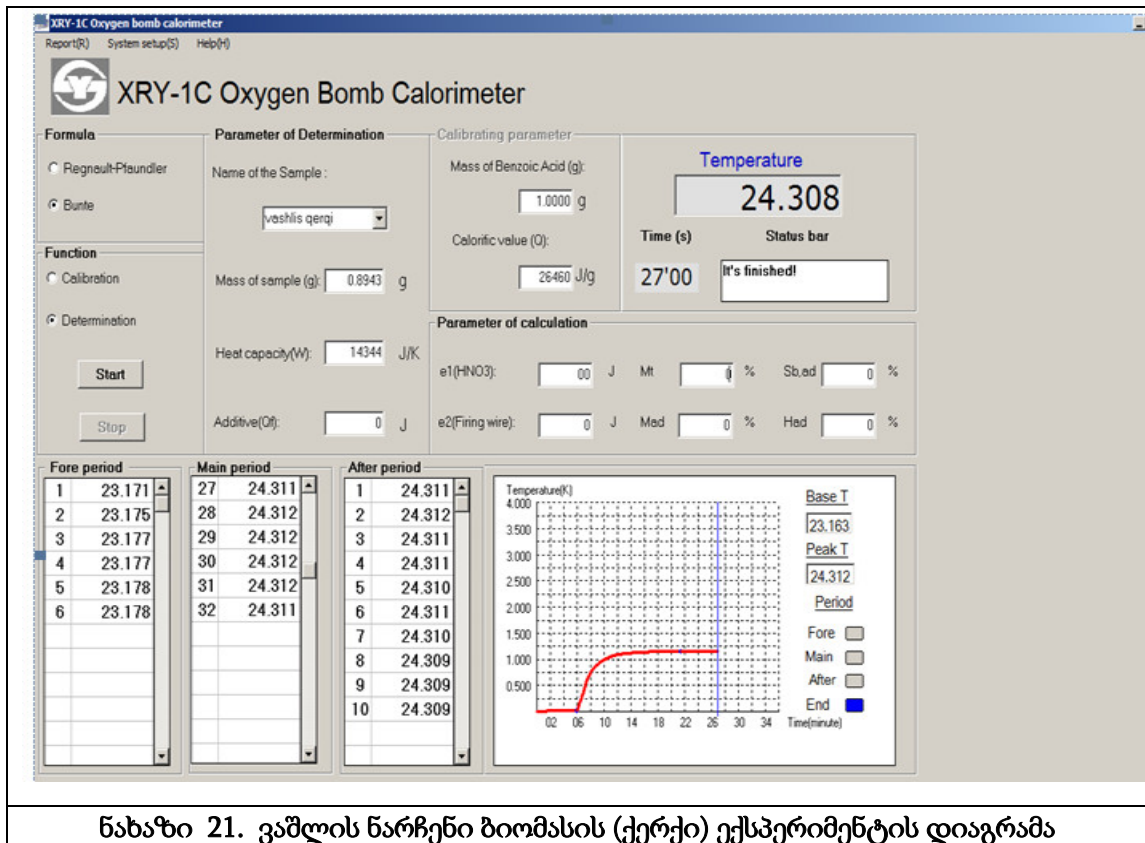 XRY-1C Oxygen bomb calorimeter
Report(R) System setup(S) Help(H)
XRY-1C Oxygen Bomb Calorimeter
Formula
Regnault-Pfaundler
Bunte
Function
Calibration
Determination
Start
Stop
Parameter of Determination
Name of the Sample :
vashlis qerqi
Mass of sample (g): 0.8943 g
Heat capacity(W): 14344 J/K
Additive(Qf): 0 J
Calibrating parameter
Mass of Benzoic Acid (g):
1.0000 g
Calorific value (Q):
26460 J/g
Temperature
24.308
Time (s) Status bar
27'00 It's finished!
Parameter of calculation
e1(HNO3): 00 J Mt 0 % Sb,ad 0 %
e2(Firing wire): 0 J Mad 0 % Had 0 %
Fore period
1 23.171
2 23.175
3 23.177
4 23.177
5 23.178
6 23.178
Main period
27 24.311
28 24.312
29 24.312
30 24.312
31 24.312
32 24.311
After period
1 24.311
2 24.312
3 24.311
4 24.311
5 24.310
6 24.311
7 24.310
8 24.309
9 24.309
10 24.309
Temperature(K)
4.000
3.500
3.000
2.500
2.000
1.500
1.000
0.500
02 06 10 14 18 22 26 30 34 Time(minute)
Base T
23.163
Peak T
24.312
Period
Fore
Main
After
End
ნახაზი 21. ვაშლის ნარჩენი ბიომასის (ქერქი) ექსპერიმენტის დიაგრამა